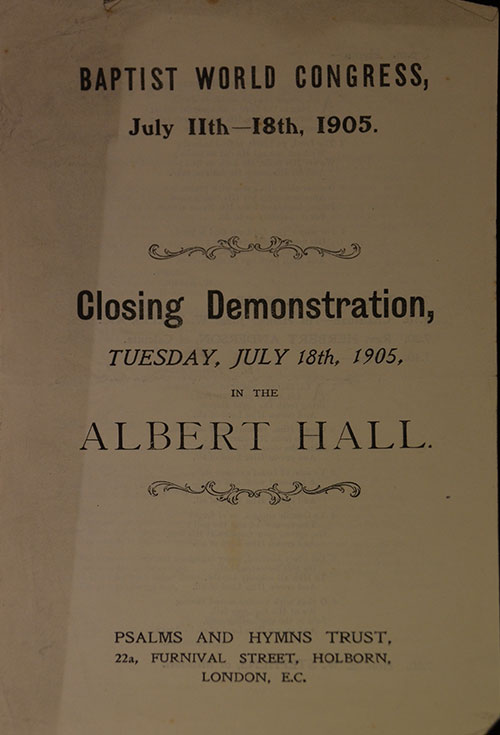 BAPTIST WORLD CONGRESS,
July 11th—18th, 1905.
Closing Demonstration,
TUESDAY, JULY 18th, 1905,
IN THE
ALBERT HALL.
PSALMS AND HYMNS TRUST,
22a, FURNIVAL STREET, HOLBORN,
LONDON, E.C.